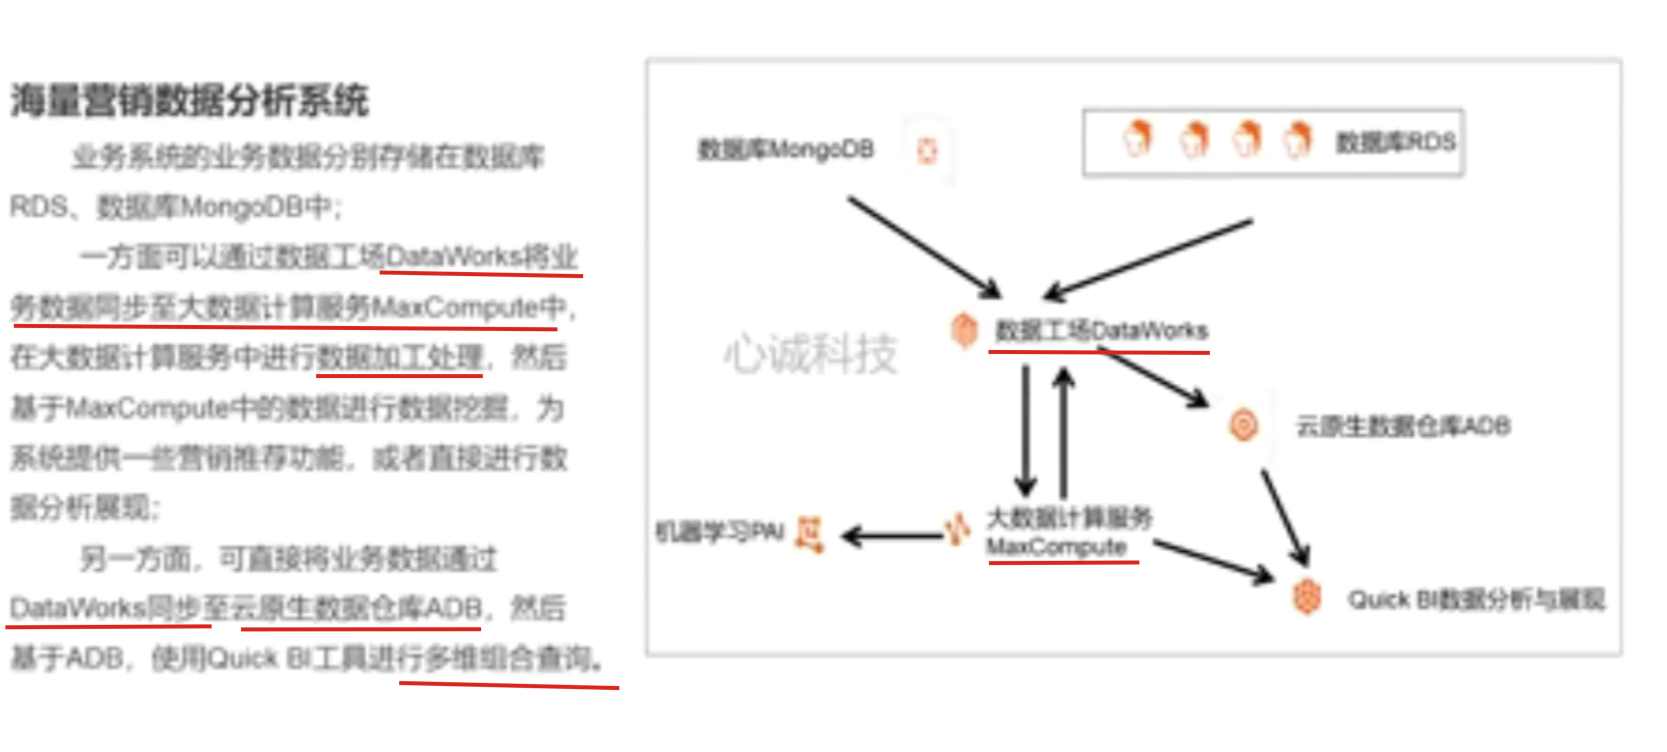 海量营销数据分析系统
业务系统的业务数据分别存储在数据库
RDS、数据库MongoDB中；
一方面可以通过数据工场DataWorks将业
务数据同步至大数据计算服务MaxCompute中，
在大数据计算服务中进行数据加工处理，然后
基于MaxCompute中的数据进行数据挖掘，为
系统提供一些营销推荐功能，或者直接进行数
据分析展现；
另一方面，可直接将业务数据通过
DataWorks同步至云原生数据仓库ADB，然后
基于ADB，使用Quick BI工具进行多维组合查询。
数据库MongoDB
数据库RDS
数据工场DataWorks
心诚科技
云原生数据仓库ADB
机器学习PAI
大数据计算服务
MaxCompute
Quick BI数据分析与展现